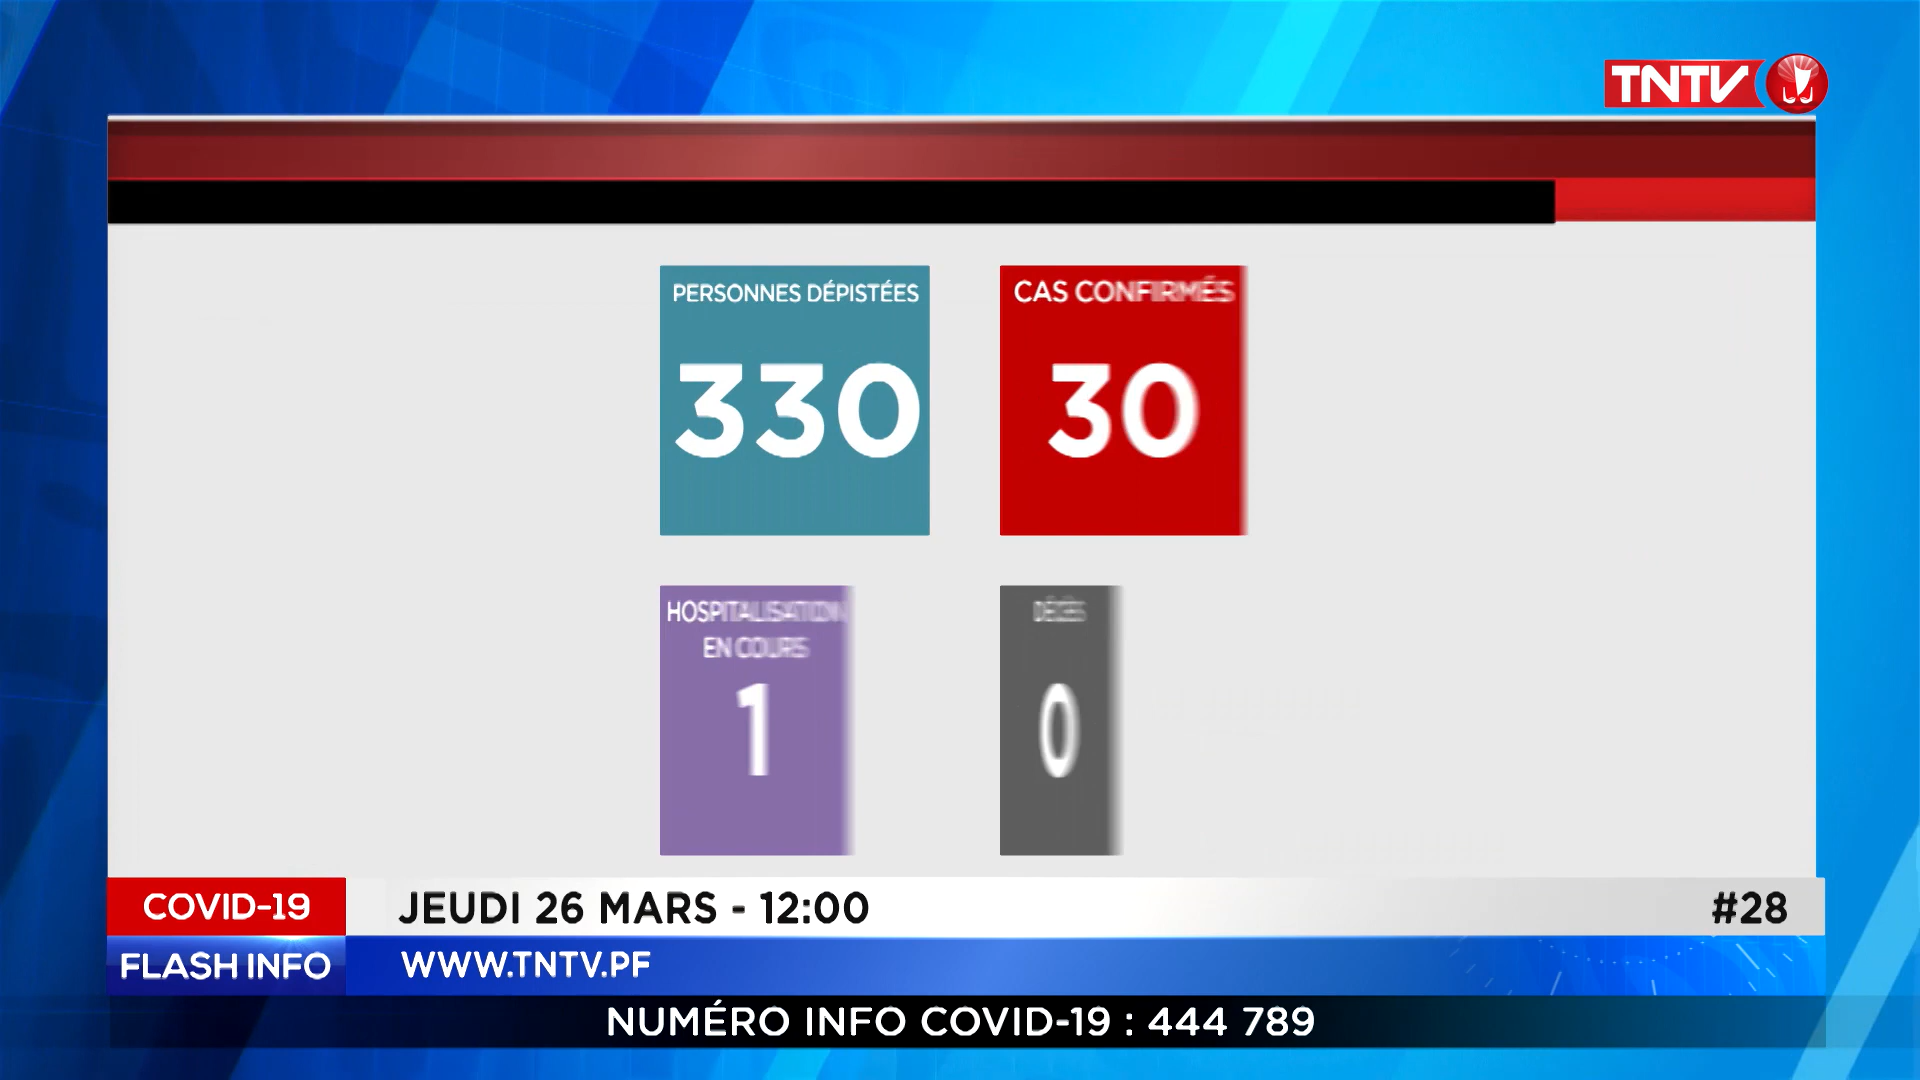 TNTV
PERSONNES DÉPISTÉES
330
CAS CONFIRMÉS
30
HOSPITALISATION
EN COURS
1
DÉCÈS
0
COVID-19
JEUDI 26 MARS - 12:00
#28
FLASH INFO
WWW.TNTV.PF
NUMÉRO INFO COVID-19 : 444 789